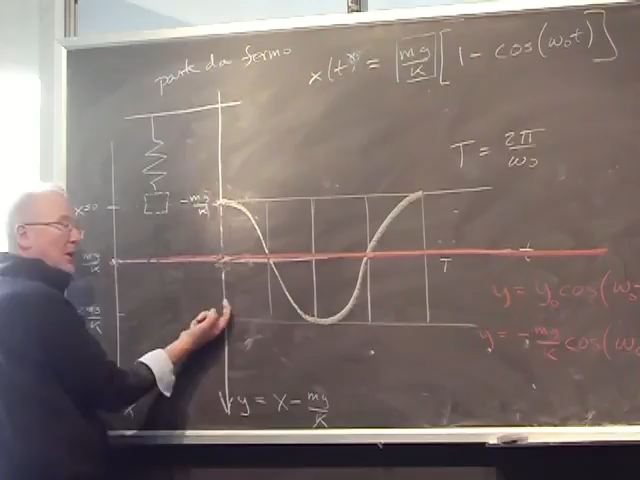 parte da fermo
x(t) = mg/K [1 - cos(ω₀t)]
T = 2π/ω₀
x=0
-mg/K
mg/K
T
t
y = y₀ cos(ω₀
y = -mg/K cos(ω₀
y = x - mg/K
K